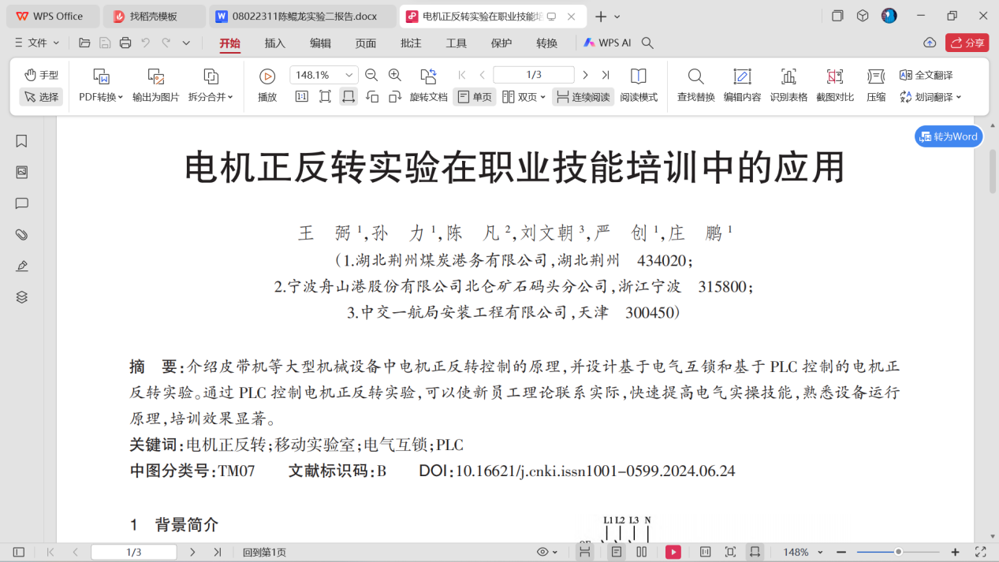 WPS Office
找稻壳模板
08022311陈鲲龙实验二报告.docx
电机正反转实验在职业技能
文件
开始
插入
编辑
页面
批注
工具
保护
转换
WPS AI
分享
手型
选择
PDF转换
输出为图片
拆分合并
播放
148.1%
1:1
旋转文档
1/3
单页
双页
连续阅读
阅读模式
查找替换
编辑内容
识别表格
截图对比
压缩
全文翻译
划词翻译
转为Word
电机正反转实验在职业技能培训中的应用
王 弼1,孙 力1,陈 凡2,刘文朝3,严 创1,庄 鹏1
(1.湖北荆州煤炭港务有限公司,湖北荆州 434020;
2.宁波舟山港股份有限公司北仑矿石码头分公司,浙江宁波 315800;
3.中交一航局安装工程有限公司,天津 300450)
摘 要:介绍皮带机等大型机械设备中电机正反转控制的原理,并设计基于电气互锁和基于 PLC 控制的电机正
反转实验。通过 PLC 控制电机正反转实验,可以使新员工理论联系实际,快速提高电气实操技能,熟悉设备运行
原理,培训效果显著。
关键词:电机正反转;移动实验室;电气互锁;PLC
中图分类号:TM07 文献标识码:B DOI:10.16621/j.cnki.issn1001-0599.2024.06.24
1 背景简介
L1 L2 L3 N
1/3
回到第1页
148%